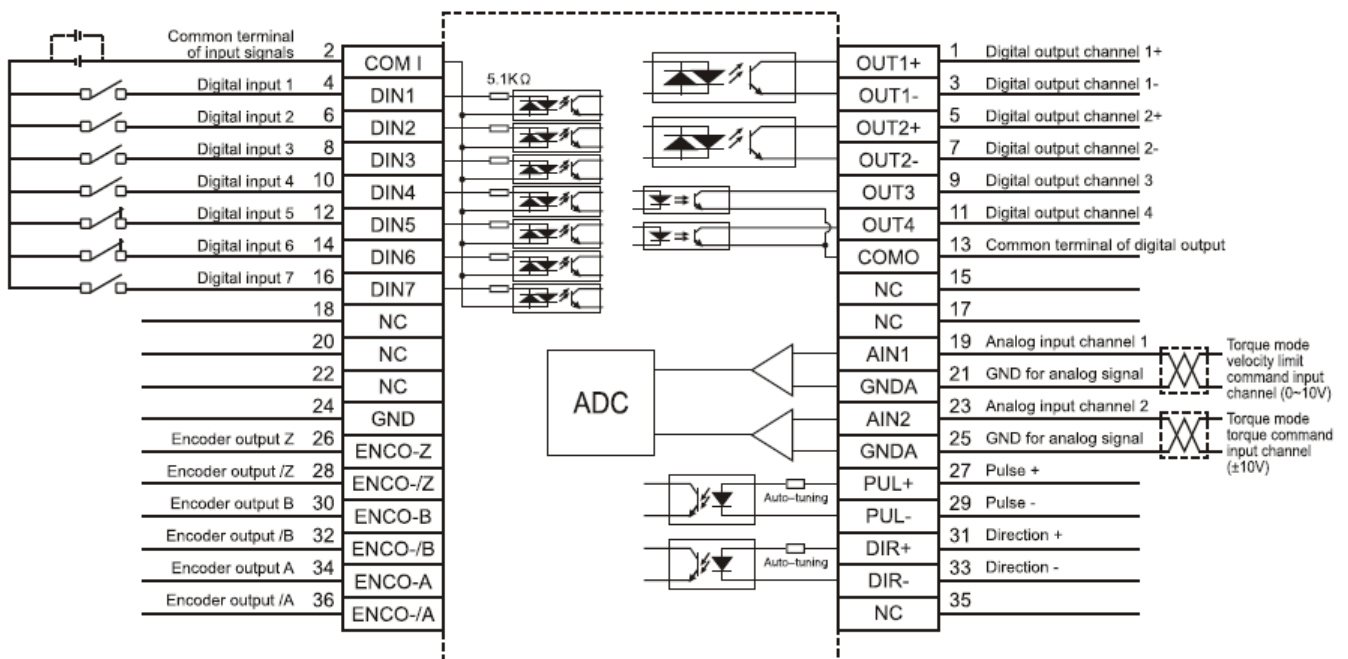 Common terminal
of input signals
2
COM I
Digital input 1
4
DIN1
Digital input 2
6
DIN2
Digital input 3
8
DIN3
Digital input 4
10
DIN4
Digital input 5
12
DIN5
Digital input 6
14
DIN6
Digital input 7
16
DIN7
18
NC
20
NC
22
NC
24
GND
Encoder output Z
26
ENCO-Z
Encoder output /Z
28
ENCO-/Z
Encoder output B
30
ENCO-B
Encoder output /B
32
ENCO-/B
Encoder output A
34
ENCO-A
Encoder output /A
36
ENCO-/A
5.1KΩ
ADC
Auto-tuning
Auto-tuning
OUT1+
1
Digital output channel 1+
OUT1-
3
Digital output channel 1-
OUT2+
5
Digital output channel 2+
OUT2-
7
Digital output channel 2-
OUT3
9
Digital output channel 3
OUT4
11
Digital output channel 4
COMO
13
Common terminal of digital output
NC
15
NC
17
AIN1
19
Analog input channel 1
GNDA
21
GND for analog signal
AIN2
23
Analog input channel 2
GNDA
25
GND for analog signal
PUL+
27
Pulse +
PUL-
29
Pulse -
DIR+
31
Direction +
DIR-
33
Direction -
NC
35
Torque mode
velocity limit
command input
channel (0~10V)
Torque mode
torque command
input channel
(±10V)